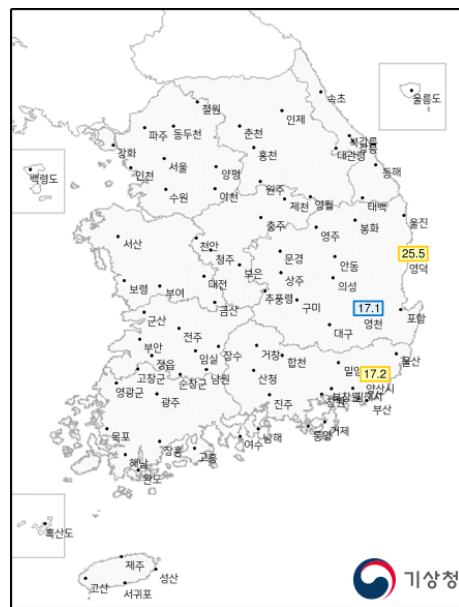 속초
울릉도
철원
인제
파주
동두천
춘천
북강릉
강화
서울
홍천
대관령
동해
백령도
인천
양평
수원
이천
원주
제천
영월
태백
충주
영주
봉화
울진
서산
천안
청주
문경
25.5
안동
영덕
보은
상주
의성
보령
부여
대전
추풍령
금산
구미
17.1
군산
영천
포항
전주
대구
부안
임실
장수
거창
울산
정읍
합천
밀양
17.2
고창군
순창군
남원
산청
영광군
양산시
광주
진주
부산
목포
장흥
고흥
여수
남해
통영
거제
해남
완도
흑산도
제주
성산
고산
서귀포
기상청